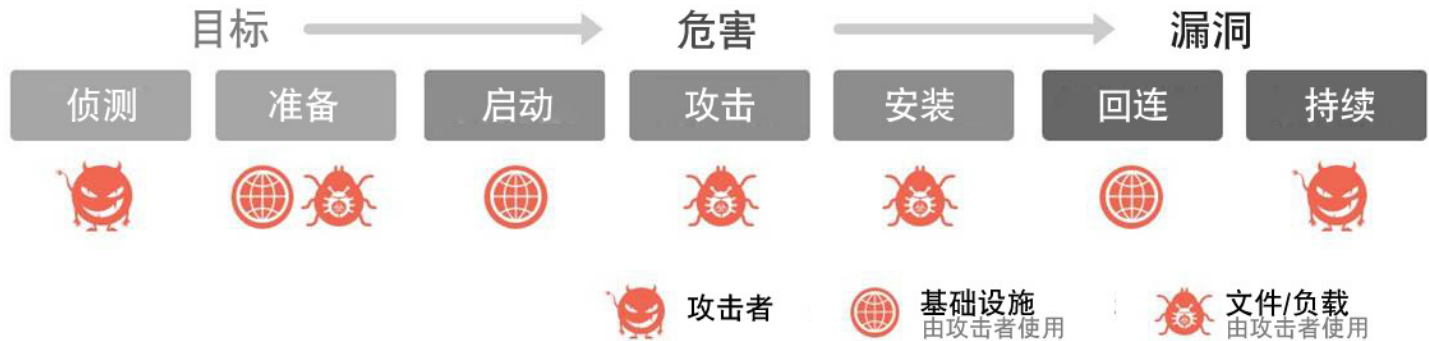 目标 危害 漏洞
侦测 准备 启动 攻击 安装 回连 持续
攻击者 基础设施 文件/负载
由攻击者使用 由攻击者使用